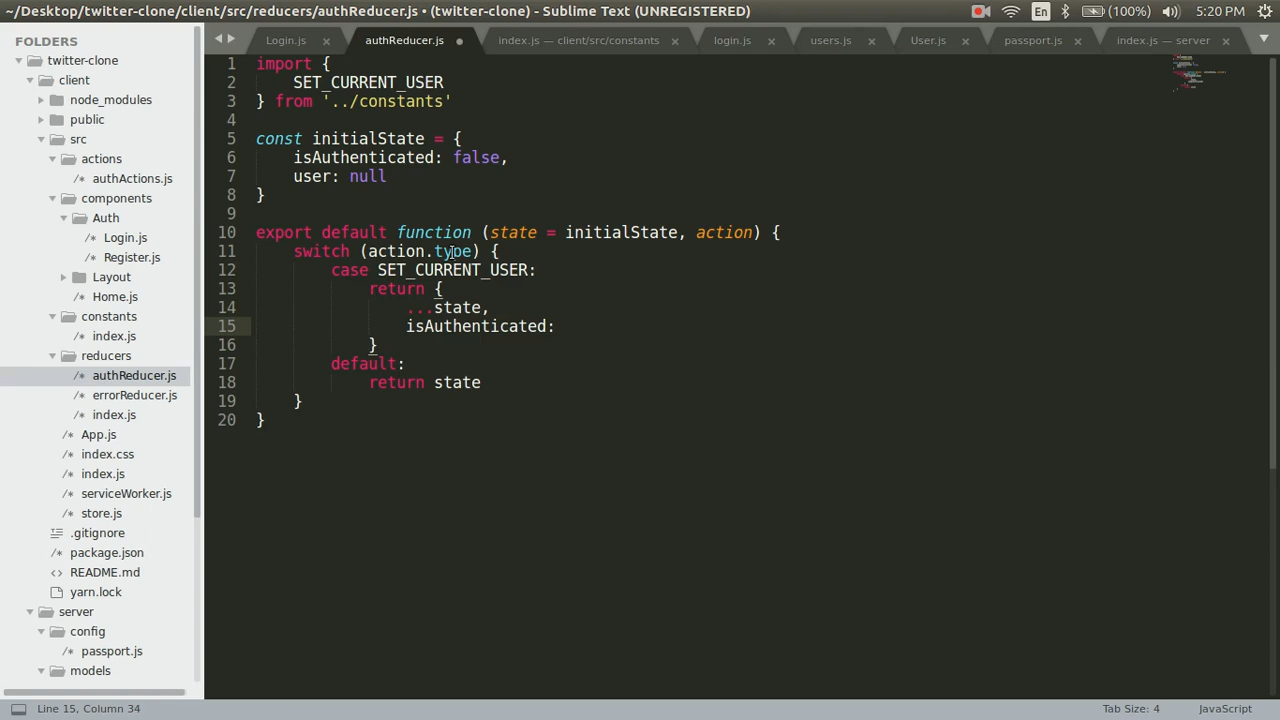 ~/Desktop/twitter-clone/client/src/reducers/authReducer.js • (twitter-clone) - Sublime Text (UNREGISTERED)
En
(100%)
5:20 PM
FOLDERS
twitter-clone
client
node_modules
public
src
actions
authActions.js
components
Auth
Login.js
Register.js
Layout
Home.js
constants
index.js
reducers
authReducer.js
errorReducer.js
index.js
App.js
index.css
index.js
serviceWorker.js
store.js
.gitignore
package.json
README.md
yarn.lock
server
config
passport.js
models
Login.js
authReducer.js
index.js — client/src/constants
login.js
users.js
User.js
passport.js
index.js — server
1 import {
2 SET_CURRENT_USER
3 } from '../constants'
4
5 const initialState = {
6 isAuthenticated: false,
7 user: null
8 }
9
10 export default function (state = initialState, action) {
11 switch (action.type) {
12 case SET_CURRENT_USER:
13 return {
14 ...state,
15 isAuthenticated:
16 }
17 default:
18 return state
19 }
20 }
Line 15, Column 34
Tab Size: 4
JavaScript